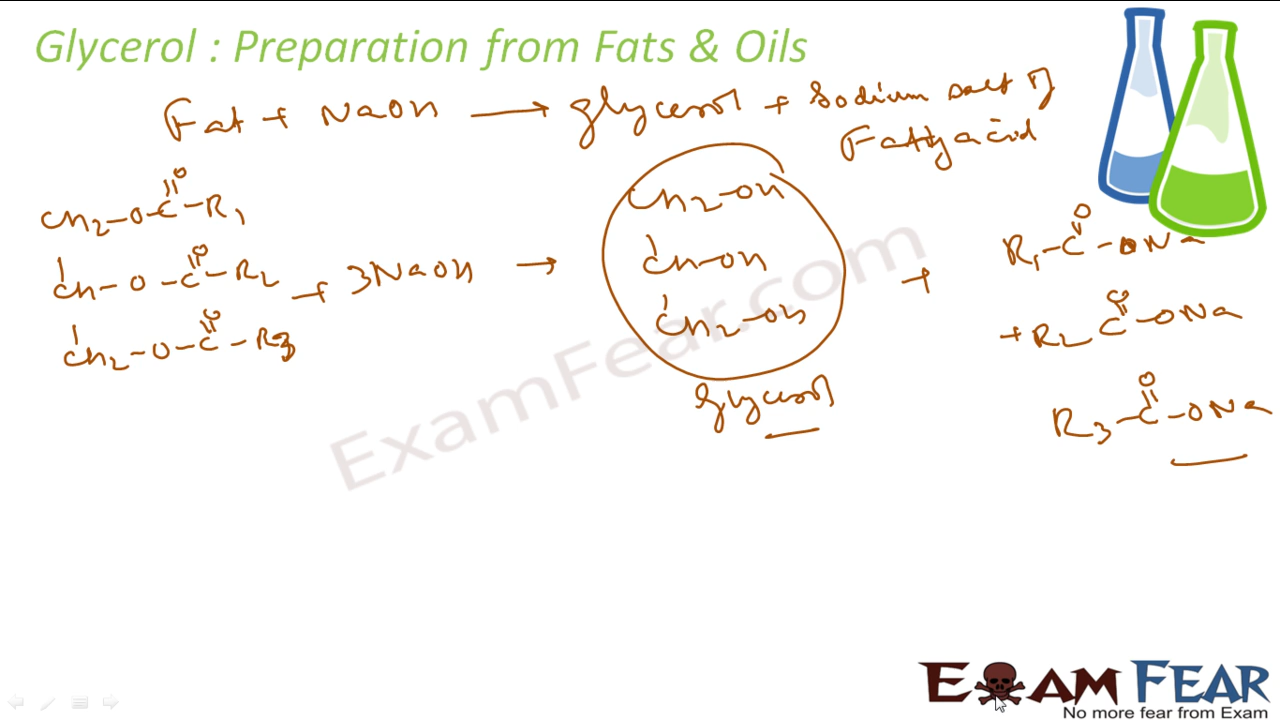 Glycerol : Preparation from Fats & Oils
Fat + NaOH → glycerol + Sodium salt of
Fatty acid
CH2-O-C-R1
O
CH-O-C-R2
O
CH2-O-C-R3
O
+ 3NaOH →
CH2-OH
CH-OH
CH2-OH
Glycerol
+
R1-C-ONa
O
+ R2 C-ONa
O
R3-C-ONa
O
ExamFear.com
EXAM FEAR
No more fear from Exam